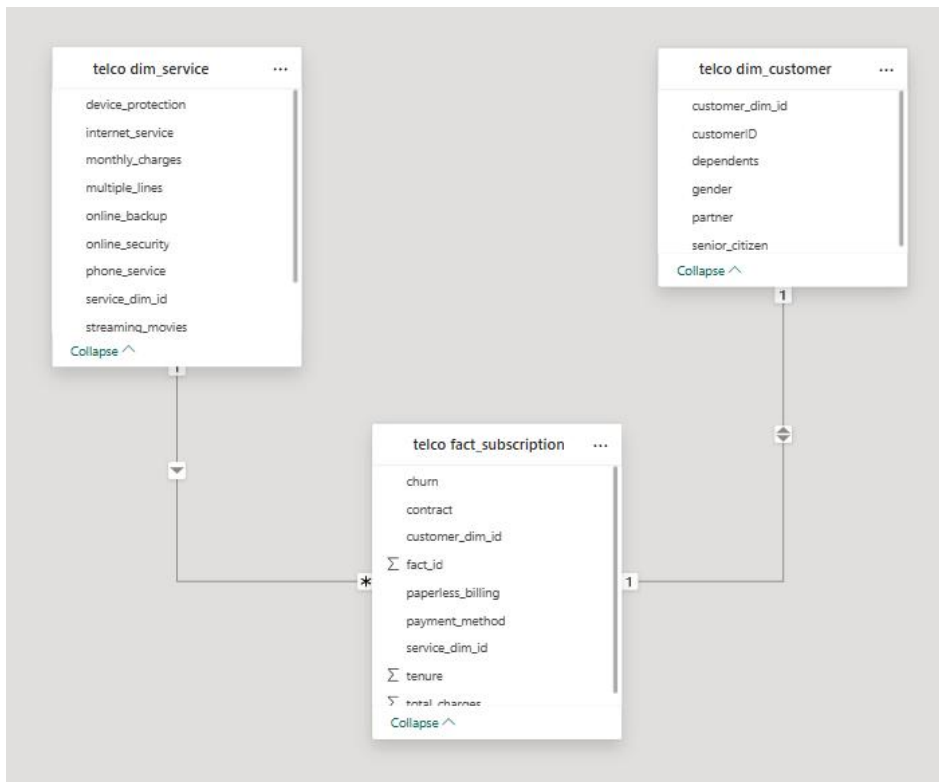 telco dim_service ...
device_protection
internet_service
monthly_charges
multiple_lines
online_backup
online_security
phone_service
service_dim_id
streaming_movies
Collapse
telco dim_customer ...
customer_dim_id
customerID
dependents
gender
partner
senior_citizen
Collapse
1
1
*
1
telco fact_subscription ...
churn
contract
customer_dim_id
Σ fact_id
paperless_billing
payment_method
service_dim_id
Σ tenure
Σ total_charges
Collapse